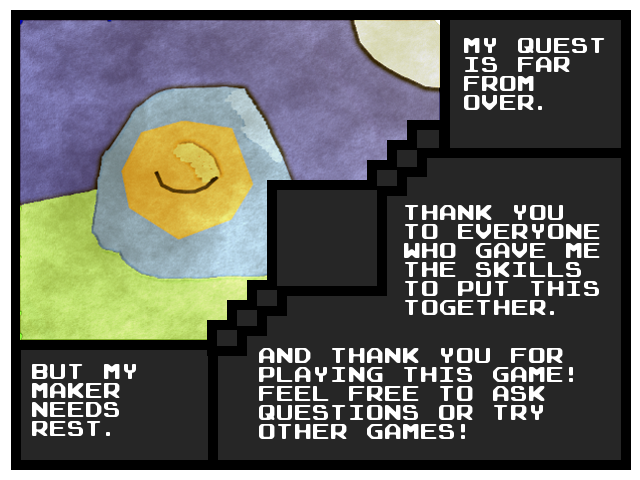 MY QUEST
IS FAR
FROM
OVER.
BUT MY
MAKER
NEEDS
REST.
THANK YOU
TO EVERYONE
WHO GAVE ME
THE SKILLS
TO PUT THIS
TOGETHER.
AND THANK YOU FOR
PLAYING THIS GAME!
FEEL FREE TO ASK
QUESTIONS OR TRY
OTHER GAMES!